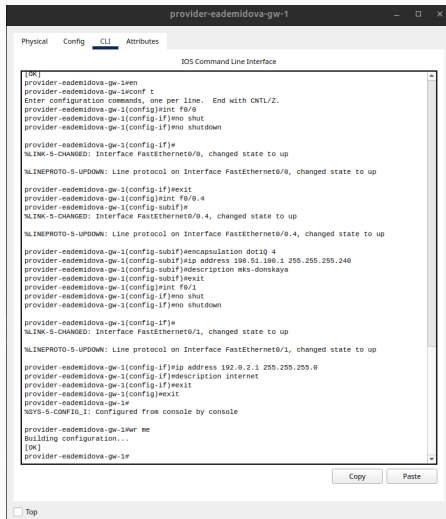 provider-eademidova-gw-1
Physical Config CLI Attributes
IOS Command Line Interface
[OK]
provider-eademidova-gw-1#en
provider-eademidova-gw-1#conf t
Enter configuration commands, one per line. End with CNTL/Z.
provider-eademidova-gw-1(config)#int f0/0
provider-eademidova-gw-1(config-if)#no shut
provider-eademidova-gw-1(config-if)#no shutdown
provider-eademidova-gw-1(config-if)#
%LINK-5-CHANGED: Interface FastEthernet0/0, changed state to up
%LINEPROTO-5-UPDOWN: Line protocol on Interface FastEthernet0/0, changed state to up
provider-eademidova-gw-1(config-if)#exit
provider-eademidova-gw-1(config)#int f0/0.4
provider-eademidova-gw-1(config-subif)#
%LINK-5-CHANGED: Interface FastEthernet0/0.4, changed state to up
%LINEPROTO-5-UPDOWN: Line protocol on Interface FastEthernet0/0.4, changed state to up
provider-eademidova-gw-1(config-subif)#encapsulation dot1Q 4
provider-eademidova-gw-1(config-subif)#ip address 198.51.100.1 255.255.255.240
provider-eademidova-gw-1(config-subif)#description mks-donskaya
provider-eademidova-gw-1(config-subif)#exit
provider-eademidova-gw-1(config)#int f0/1
provider-eademidova-gw-1(config-if)#no shut
provider-eademidova-gw-1(config-if)#no shutdown
provider-eademidova-gw-1(config-if)#
%LINK-5-CHANGED: Interface FastEthernet0/1, changed state to up
%LINEPROTO-5-UPDOWN: Line protocol on Interface FastEthernet0/1, changed state to up
provider-eademidova-gw-1(config-if)#ip address 192.0.2.1 255.255.255.0
provider-eademidova-gw-1(config-if)#description internet
provider-eademidova-gw-1(config-if)#exit
provider-eademidova-gw-1(config)#exit
provider-eademidova-gw-1#
%SYS-5-CONFIG_I: Configured from console by console
provider-eademidova-gw-1#wr me
Building configuration...
[OK]
provider-eademidova-gw-1#
Copy Paste
Top